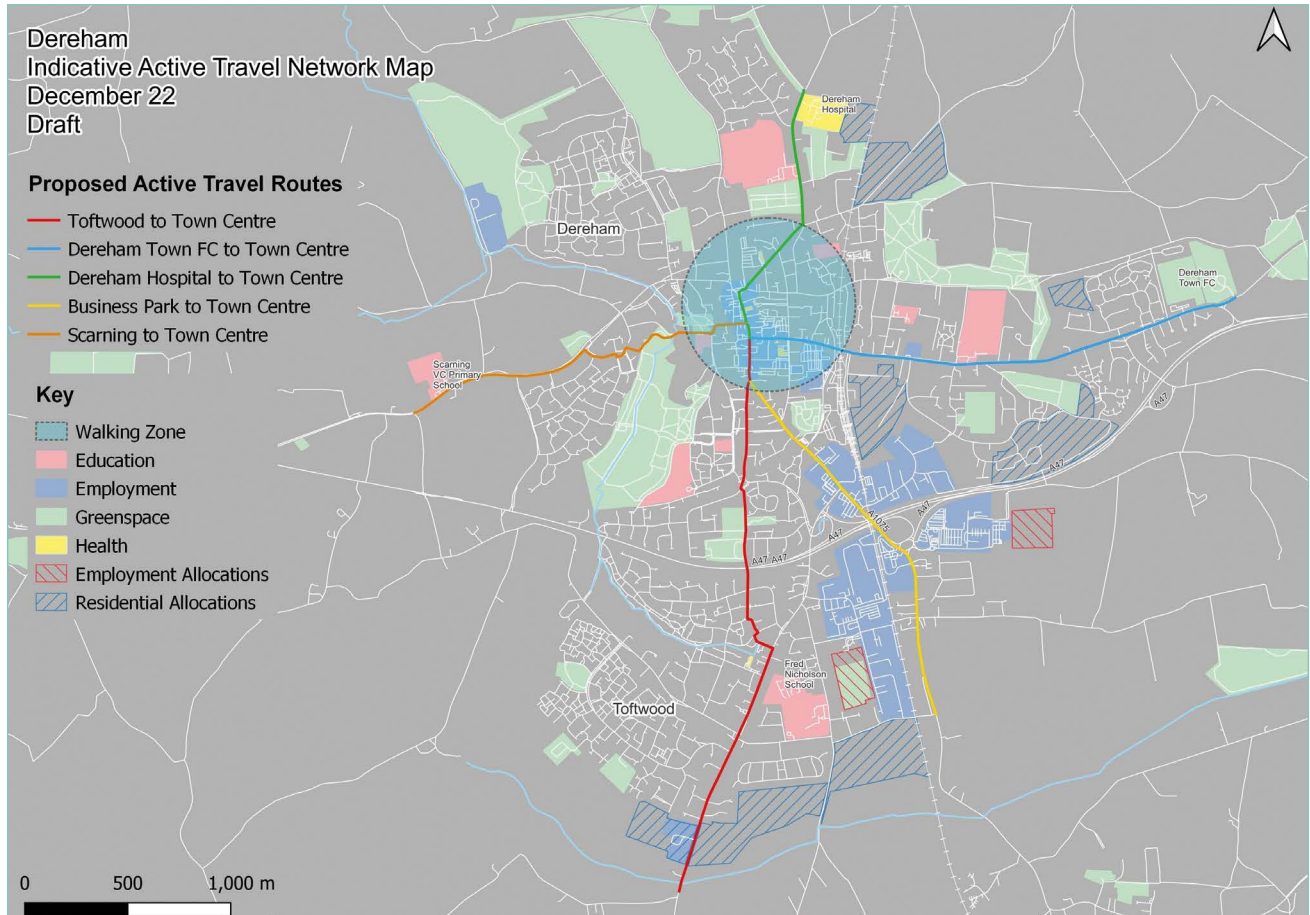 Dereham
Indicative Active Travel Network Map
December 22
Draft
Proposed Active Travel Routes
Toftwood to Town Centre
Dereham Town FC to Town Centre
Dereham Hospital to Town Centre
Business Park to Town Centre
Scarning to Town Centre
Key
Walking Zone
Education
Employment
Greenspace
Health
Employment Allocations
Residential Allocations
0 500 1,000 m
Dereham
Hospital
Dereham
Dereham
Town FC
Scarning
VC Primary
School
A47
A47
A1075
A47
A47
A47 A47
Fred
Nicholson
School
Toftwood